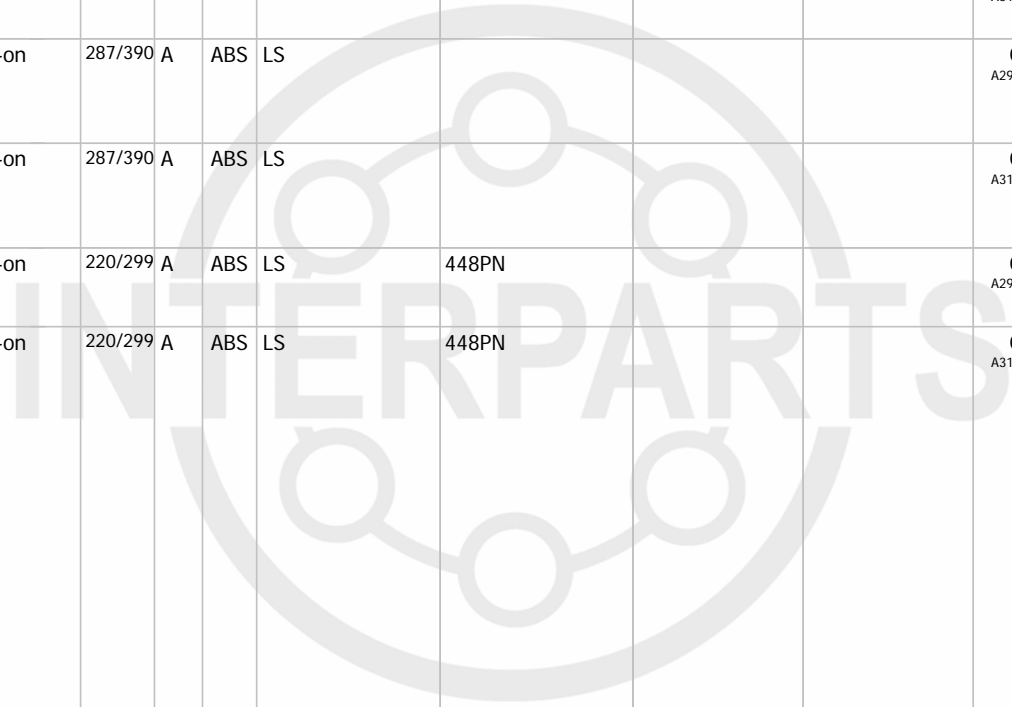 -on 287/390 A ABS LS
A29
-on 287/390 A ABS LS
A31
-on 220/299 A ABS LS 448PN
A29
-on 220/299 A ABS LS 448PN
A31
INTERPARTS